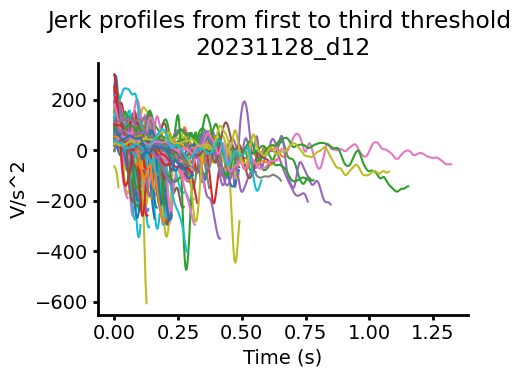 Jerk profiles from first to third threshold
20231128_d12
200
0
−200
−400
−600
V/s^2
0.00 0.25 0.50 0.75 1.00 1.25
Time (s)